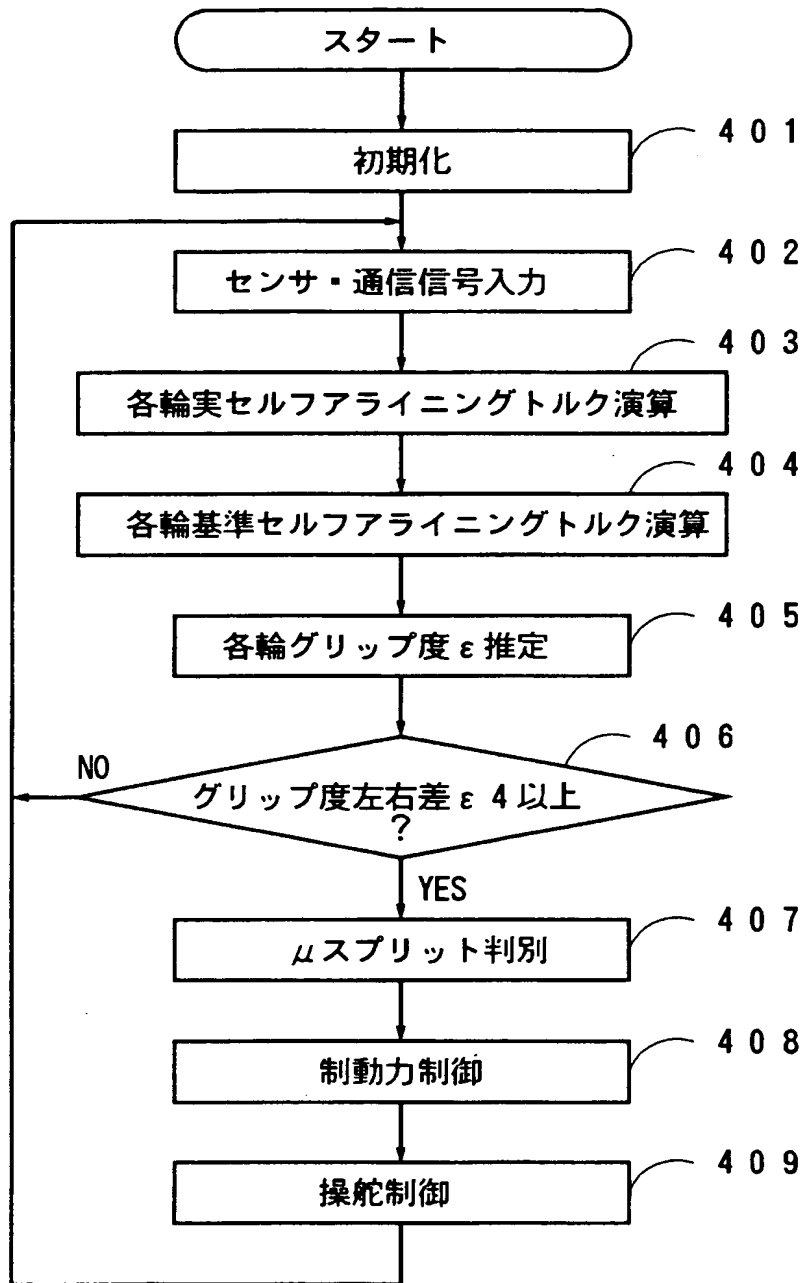 スタート
401
初期化
402
センサ・通信信号入力
403
各輪実セルフアライニングトルク演算
404
各輪基準セルフアライニングトルク演算
405
各輪グリップ度ε推定
406
NO
グリップ度左右差ε4以上
?
YES
407
μスプリット判別
408
制動力制御
409
操舵制御